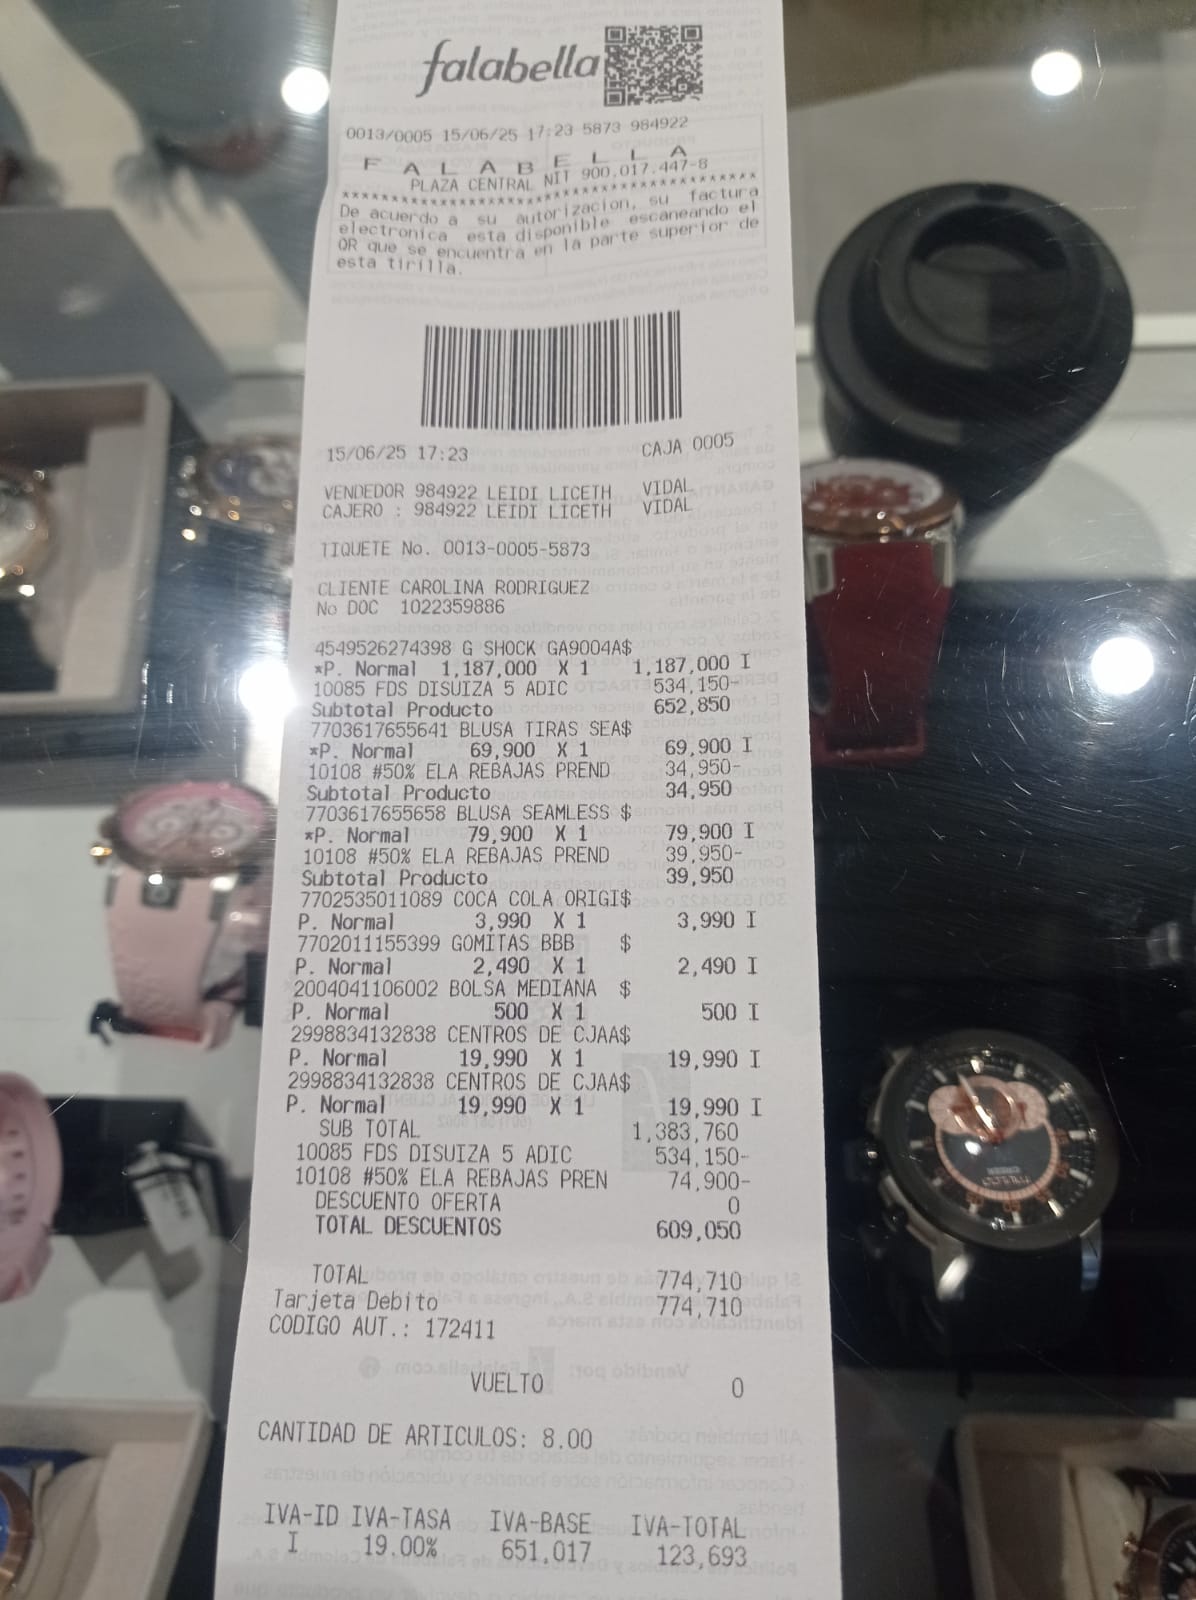 falabella
0013/0005 15/06/25 17:23 5873 984922
F A L A B E L L A
PLAZA CENTRAL NIT 900.017.447-8
De acuerdo a su autorizacion, su factura
electronica esta disponible escaneando el
QR que se encuentra en la parte superior de
esta tirilla.
15/06/25 17:23 CAJA 0005
VENDEDOR 984922 LEIDI LICETH VIDAL
CAJERO : 984922 LEIDI LICETH VIDAL
TIQUETE No. 0013-0005-5873
CLIENTE CAROLINA RODRIGUEZ
No DOC 1022359886
4549526274398 G SHOCK GA9004A$
*P. Normal 1,187,000 X 1 1,187,000 I
10085 FDS DISUIZA 5 ADIC 534,150-
Subtotal Producto 652,850
7703617655641 BLUSA TIRAS SEA$
*P. Normal 69,900 X 1 69,900 I
10108 #50% ELA REBAJAS PREND 34,950-
Subtotal Producto 34,950
7703617655658 BLUSA SEAMLESS $
*P. Normal 79,900 X 1 79,900 I
10108 #50% ELA REBAJAS PREND 39,950-
Subtotal Producto 39,950
7702535011089 COCA COLA ORIGI$
P. Normal 3,990 X 1 3,990 I
7702011155399 GOMITAS BBB $
P. Normal 2,490 X 1 2,490 I
2004041106002 BOLSA MEDIANA $
P. Normal 500 X 1 500 I
2998834132838 CENTROS DE CJAA$
P. Normal 19,990 X 1 19,990 I
2998834132838 CENTROS DE CJAA$
P. Normal 19,990 X 1 19,990 I
SUB TOTAL 1,383,760
10085 FDS DISUIZA 5 ADIC 534,150-
10108 #50% ELA REBAJAS PREN 74,900-
DESCUENTO OFERTA 0
TOTAL DESCUENTOS 609,050
TOTAL 774,710
Tarjeta Debito 774,710
CODIGO AUT.: 172411
VUELTO 0
CANTIDAD DE ARTICULOS: 8.00
IVA-ID IVA-TASA IVA-BASE IVA-TOTAL
I 19.00% 651,017 123,693